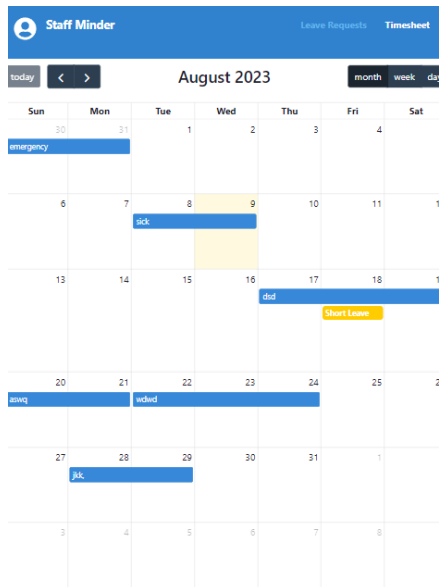 Staff Minder Leave Requests Timesheet
today < > August 2023 month week day
Sun Mon Tue Wed Thu Fri Sat
30 31 1 2 3 4
emergency
6 7 8 9 10 11
sick
13 14 15 16 17 18
dsd
Short Leave
20 21 22 23 24 25
aswq wdwd
27 28 29 30 31 1
jkk,
3 4 5 6 7 8